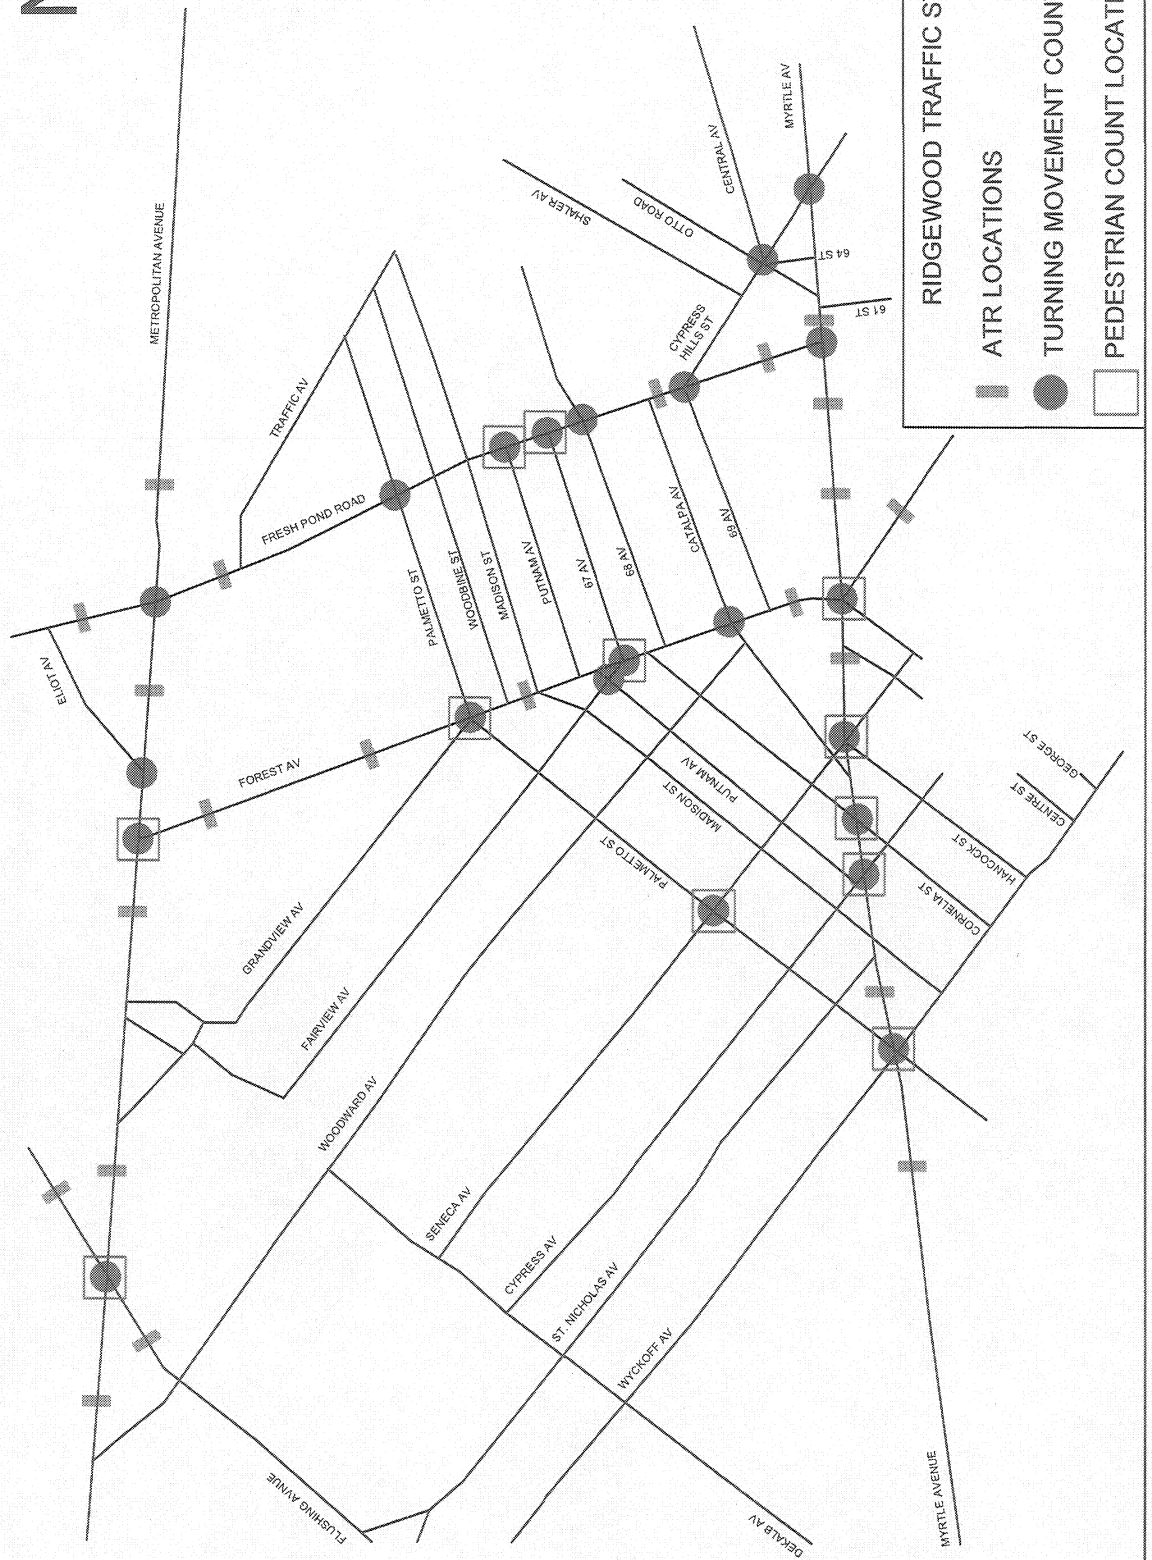 N
METROPOLITAN AVENUE
MYRTLE AV
CENTRAL AV
SHALER AV
OTTO ROAD
64 ST
61 ST
CYPRESS
HILLS ST
TRAFFIC AV
FRESH POND ROAD
ELIOT AV
PALMETTO ST
WOODBINE ST
MADISON ST
PUTNAM AV
67 AV
68 AV
CATALPA AV
69 AV
FOREST AV
GRANDVIEW AV
FAIRVIEW AV
WOODWARD AV
SENECA AV
CYPRESS AV
ST. NICHOLAS AV
WYCKOFF AV
PALMETTO ST
MADISON ST
PUTNAM AV
CORNELIA ST
HANCOCK ST
CENTRE ST
GEORGE ST
FLUSHING AVNUE
DEKALB AV
MYRTLE AVENUE
RIDGEWOOD TRAFFIC S
ATR LOCATIONS
TURNING MOVEMENT COUN
PEDESTRIAN COUNT LOCAT